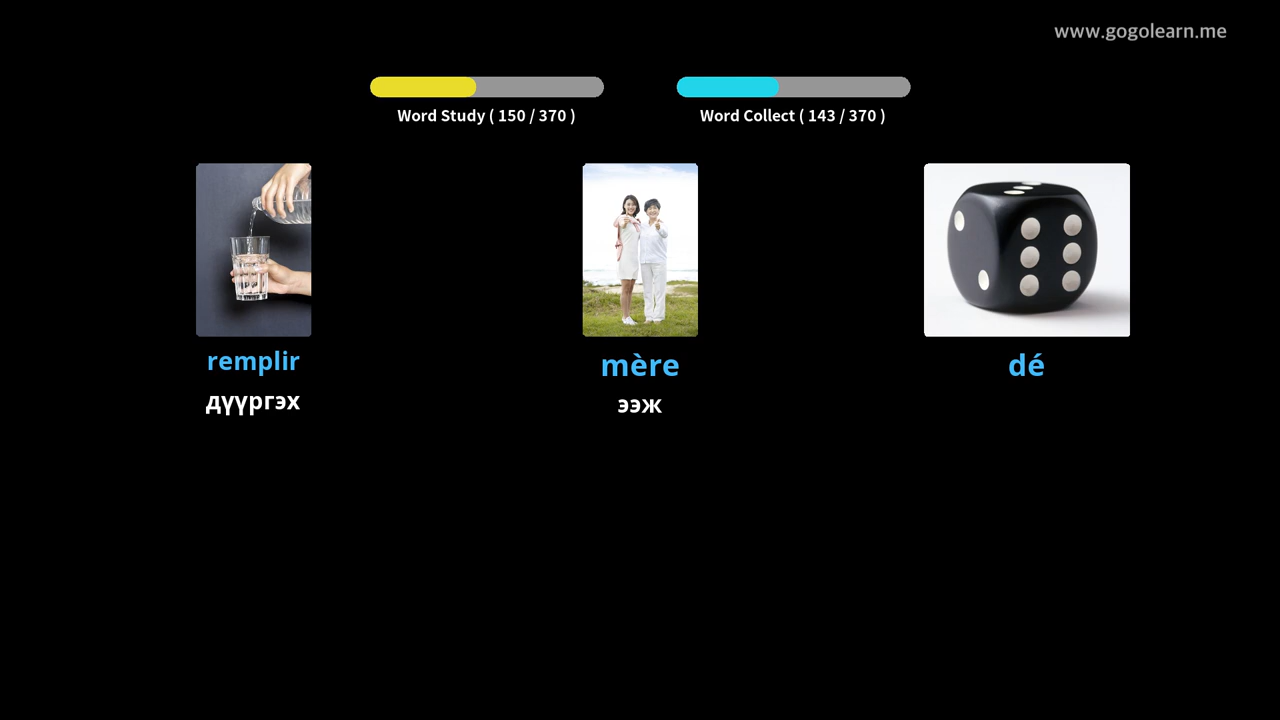 www.gogolearn.me
Word Study ( 150 / 370 )
Word Collect ( 143 / 370 )
remplir
дүүргэх
mère
ээж
dé